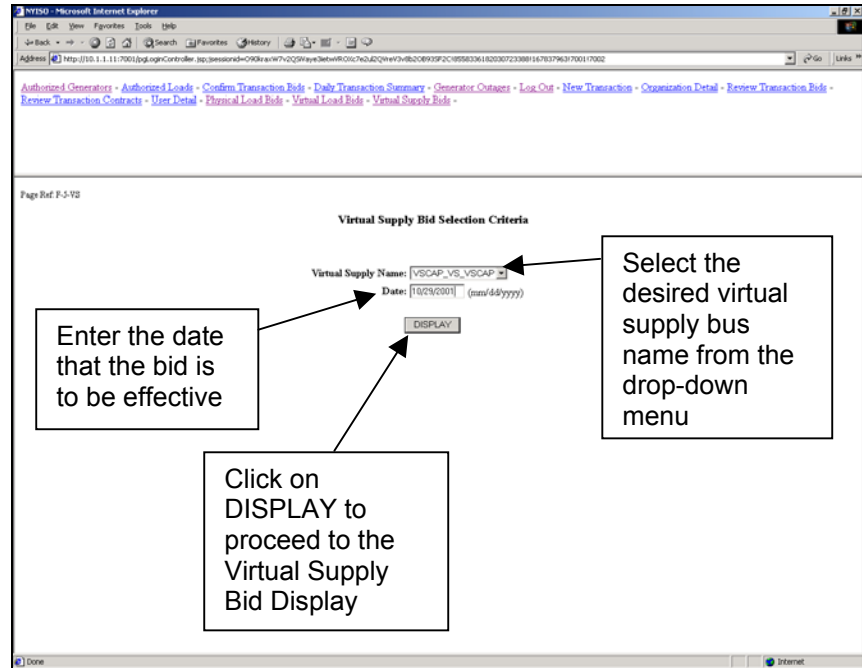 NYISO - Microsoft Internet Explorer
File Edit View Favorites Tools Help
Back Search Favorites History
Address Go Links
Authorized Generators - Authorized Loads - Confirm Transaction Bids - Daily Transaction Summary - Generator Outages - Log Out - New Transaction - Organization Detail - Review Transaction Bids -
Review Transaction Contracts - User Detail - Physical Load Bids - Virtual Load Bids - Virtual Supply Bids -
Page Ref: F-5-VS
Virtual Supply Bid Selection Criteria
Virtual Supply Name: VSCAP_VS_VSCAP
Date: 10/29/2001 (mm/dd/yyyy)
DISPLAY
Select the
desired virtual
supply bus
name from the
drop-down
menu
Enter the date
that the bid is
to be effective
Click on
DISPLAY to
proceed to the
Virtual Supply
Bid Display
Done Internet